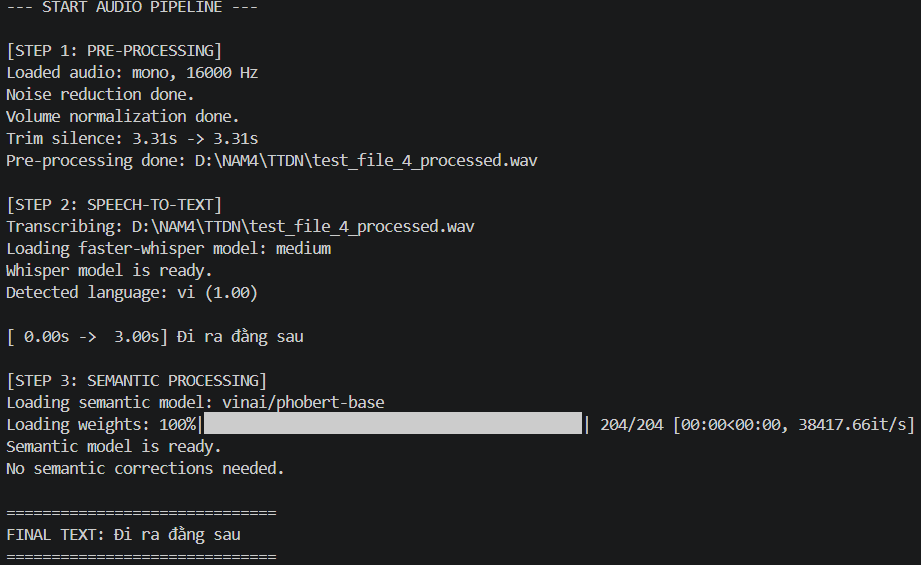 --- START AUDIO PIPELINE ---
[STEP 1: PRE-PROCESSING]
Loaded audio: mono, 16000 Hz
Noise reduction done.
Volume normalization done.
Trim silence: 3.31s -> 3.31s
Pre-processing done: D:\NAM4\TTDN\test_file_4_processed.wav
[STEP 2: SPEECH-TO-TEXT]
Transcribing: D:\NAM4\TTDN\test_file_4_processed.wav
Loading faster-whisper model: medium
Whisper model is ready.
Detected language: vi (1.00)
[ 0.00s ->  3.00s] Đi ra đằng sau
[STEP 3: SEMANTIC PROCESSING]
Loading semantic model: vinai/phobert-base
Loading weights: 100%|██████████| 204/204 [00:00<00:00, 38417.66it/s]
Semantic model is ready.
No semantic corrections needed.
==============================
FINAL TEXT: Đi ra đằng sau
==============================